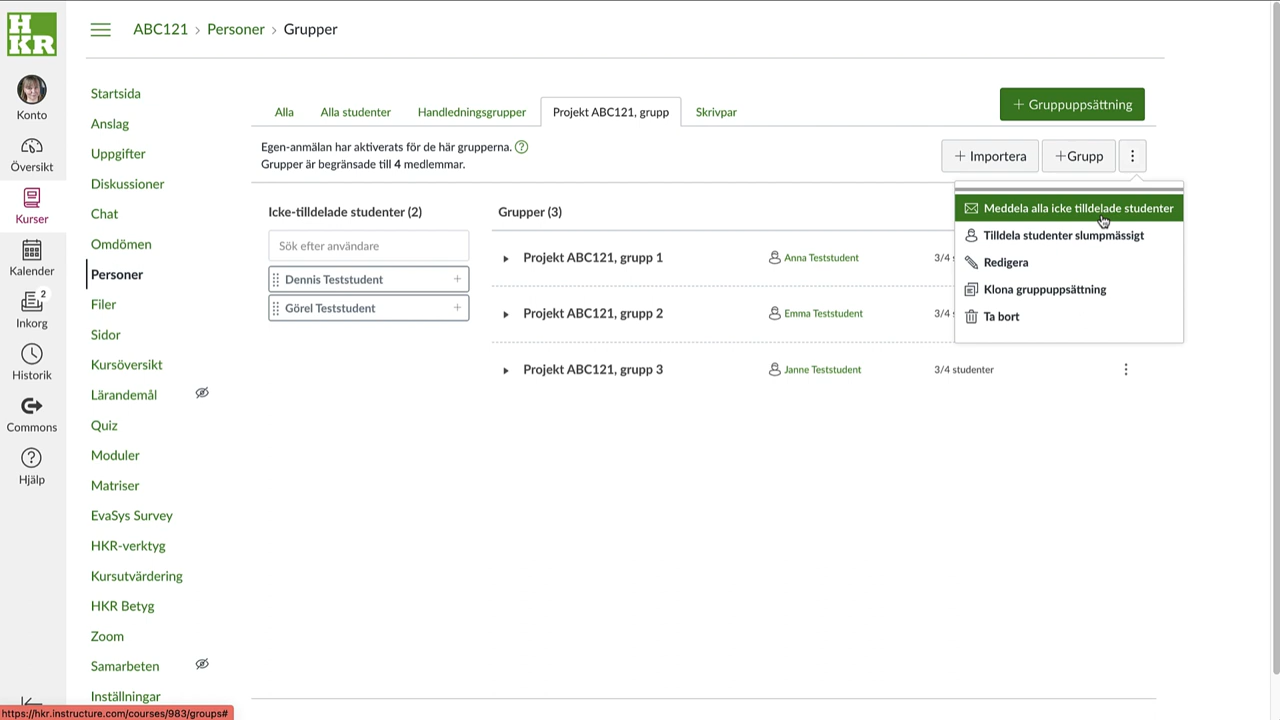 HKR
ABC121 > Personer > Grupper
Konto
Översikt
Kurser
Kalender
2
Inkorg
Historik
Commons
Hjälp
Startsida
Anslag
Uppgifter
Diskussioner
Chat
Omdömen
Personer
Filer
Sidor
Kursöversikt
Lärandemål
Quiz
Moduler
Matriser
EvaSys Survey
HKR-verktyg
Kursutvärdering
HKR Betyg
Zoom
Samarbeten
Inställningar
Alla
Alla studenter
Handledningsgrupper
Projekt ABC121, grupp
Skrivpar
+ Gruppuppsättning
Egen-anmälan har aktiverats för de här grupperna. ?
Grupper är begränsade till 4 medlemmar.
+ Importera
+Grupp
Meddela alla icke tilldelade studenter
Tilldela studenter slumpmässigt
Redigera
Klona gruppuppsättning
Ta bort
Icke-tilldelade studenter (2)
Sök efter användare
Dennis Teststudent +
Görel Teststudent +
Grupper (3)
Projekt ABC121, grupp 1 Anna Teststudent 3/4
Projekt ABC121, grupp 2 Emma Teststudent 3/4
Projekt ABC121, grupp 3 Janne Teststudent 3/4 studenter
https://hkr.instructure.com/courses/983/groups#